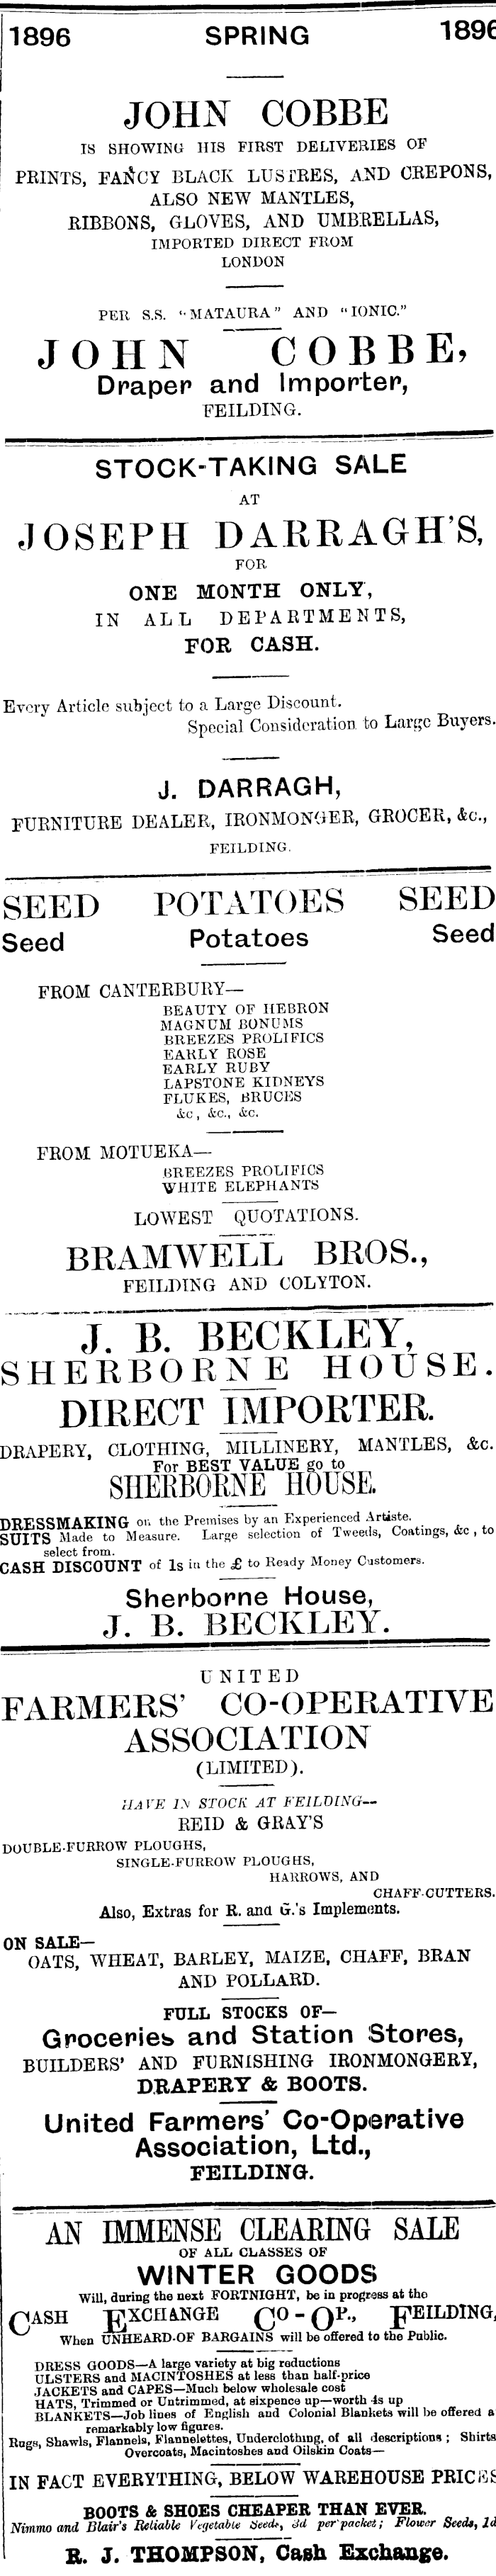 1896 SPRING 1896
JOHN COBBE
IS SHOWING HIS FIRST DELIVERIES OF
PRINTS, FANCY BLACK LUSTRES, AND CREPONS,
ALSO NEW MANTLES,
RIBBONS, GLOVES, AND UMBRELLAS,
IMPORTED DIRECT FROM
LONDON
PER S.S. "MATAURA" AND "IONIC."
JOHN COBBE,
Draper and Importer,
FEILDING.
STOCK-TAKING SALE
AT
JOSEPH DARRAGH'S,
FOR
ONE MONTH ONLY,
IN ALL DEPARTMENTS,
FOR CASH.
Every Article subject to a Large Discount.
Special Consideration to Large Buyers.
J. DARRAGH,
FURNITURE DEALER, IRONMONGER, GROCER, &c.,
FEILDING.
SEED POTATOES SEED
Seed Potatoes Seed
FROM CANTERBURY—
BEAUTY OF HEBRON
MAGNUM BONUMS
BREEZES PROLIFICS
EARLY ROSE
EARLY RUBY
LAPSTONE KIDNEYS
FLUKES, BRUCES
&c, &c., &c.
FROM MOTUEKA—
BREEZES PROLIFICS
WHITE ELEPHANTS
LOWEST QUOTATIONS.
BRAMWELL BROS.,
FEILDING AND COLYTON.
J. B. BECKLEY,
SHERBORNE HOUSE.
DIRECT IMPORTER.
DRAPERY, CLOTHING, MILLINERY, MANTLES, &c.
For BEST VALUE go to
SHERBORNE HOUSE.
DRESSMAKING on the Premises by an Experienced Artiste.
SUITS Made to Measure. Large selection of Tweeds, Coatings, &c, to
select from.
CASH DISCOUNT of 1s in the £ to Ready Money Customers.
Sherborne House,
J. B. BECKLEY.
UNITED
FARMERS' CO-OPERATIVE
ASSOCIATION
(LIMITED).
HAVE IN STOCK AT FEILDING—
REID & GRAY'S
DOUBLE-FURROW PLOUGHS,
SINGLE-FURROW PLOUGHS,
HARROWS, AND
CHAFF-CUTTERS.
Also, Extras for R. and G.'s Implements.
ON SALE—
OATS, WHEAT, BARLEY, MAIZE, CHAFF, BRAN
AND POLLARD.
FULL STOCKS OF—
Groceries and Station Stores,
BUILDERS' AND FURNISHING IRONMONGERY,
DRAPERY & BOOTS.
United Farmers' Co-Operative
Association, Ltd.,
FEILDING.
AN IMMENSE CLEARING SALE
OF ALL CLASSES OF
WINTER GOODS
Will, during the next FORTNIGHT, be in progress at the
CASH EXCHANGE CO-OP., FEILDING,
When UNHEARD-OF BARGAINS will be offered to the Public.
DRESS GOODS—A large variety at big reductions
ULSTERS and MACINTOSHES at less than half-price
JACKETS and CAPES—Much below wholesale cost
HATS, Trimmed or Untrimmed, at sixpence up—worth 4s up
BLANKETS—Job lines of English and Colonial Blankets will be offered a
remarkably low figures.
Rugs, Shawls, Flannels, Flannelettes, Underclothing, of all descriptions; Shirts
Overcoats, Macintoshes and Oilskin Coats—
IN FACT EVERYTHING, BELOW WAREHOUSE PRICES
BOOTS & SHOES CHEAPER THAN EVER.
Nimmo and Blair's Reliable Vegetable Seeds, 3d per packet; Flower Seeds, 1d
R. J. THOMPSON, Cash Exchange.